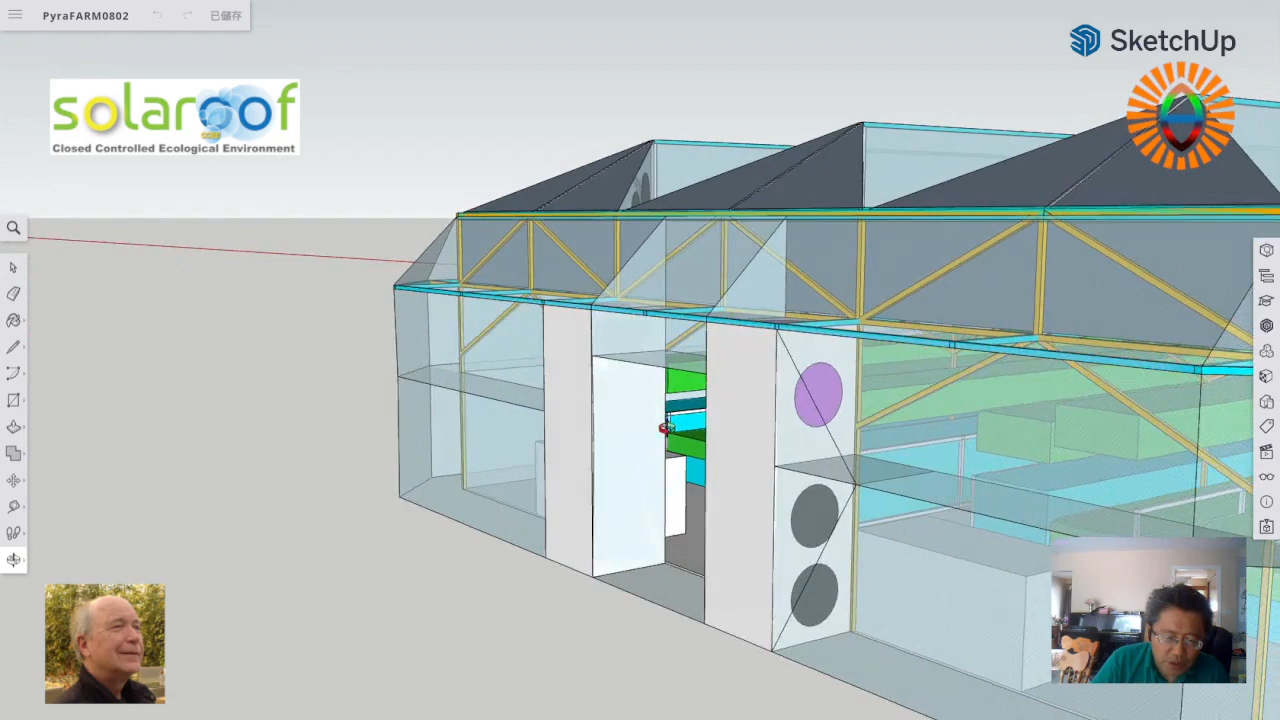 PyraFARM0802
已儲存
SketchUp
solaroof
Closed Controlled Ecological Environment